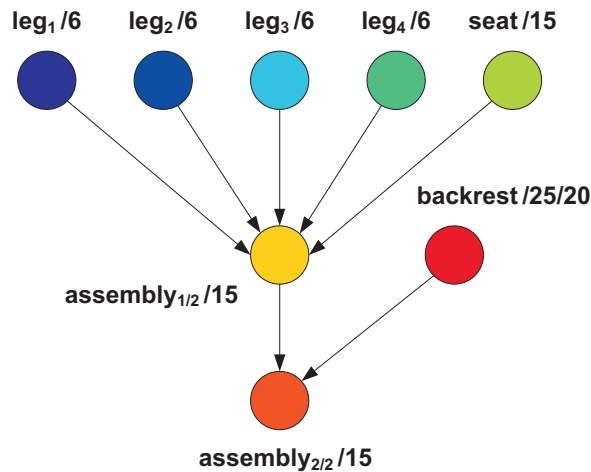 leg₁/6
leg₂/6
leg₃/6
leg₄/6
seat/15
backrest/25/20
assembly₁/₂/15
assembly₂/₂/15